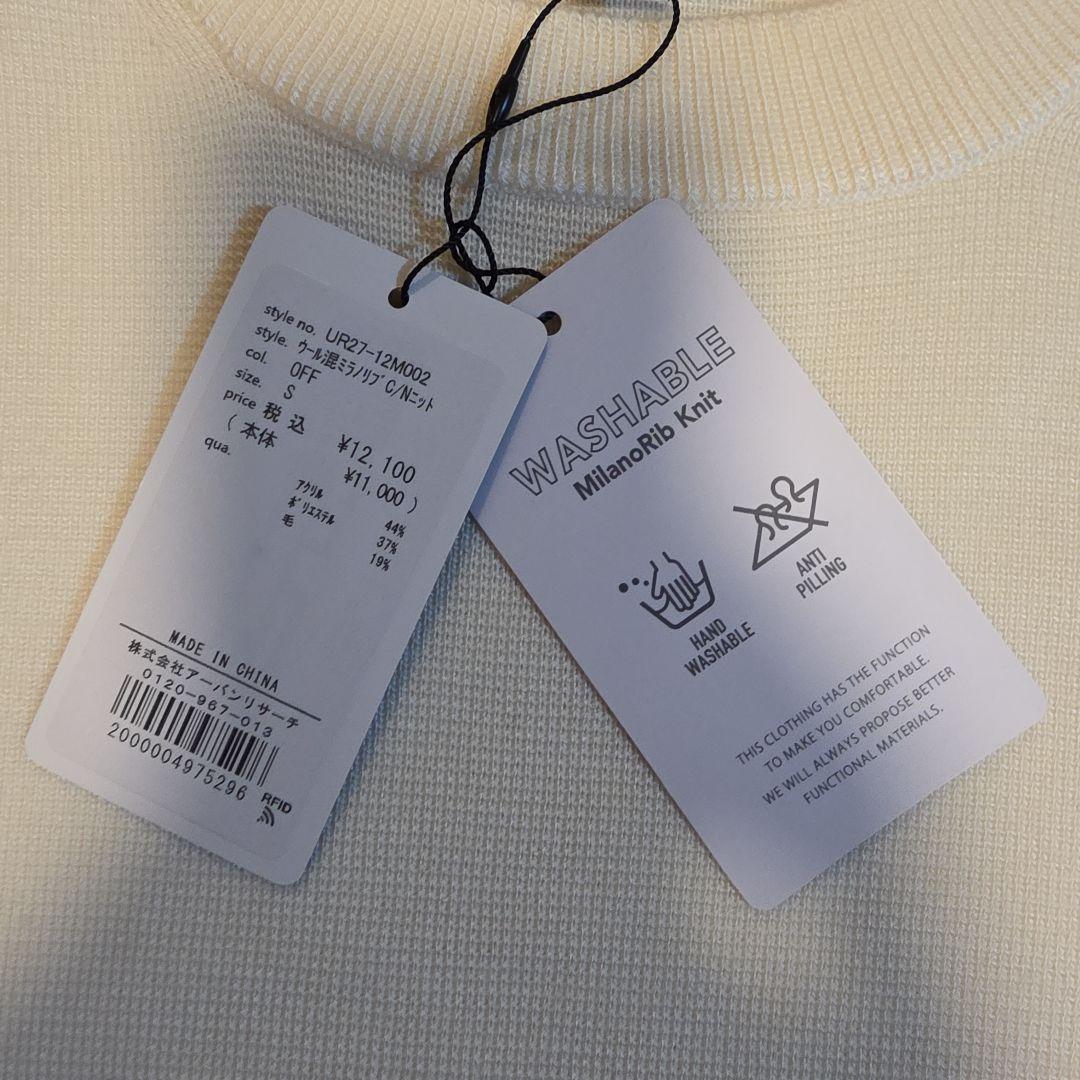 style no. UR27-12M002
style. ウール混ミラノリブC/Nニット
col. OFF
size. S
price 税込 ¥12,100
(本体 ¥11,000)
qua.
アクリル 44%
ポリエステル 37%
毛 19%
MADE IN CHINA
株式会社アーバンリサーチ
0120-967-013
2000004975296
RFID
WASHABLE
MilanoRib Knit
HAND
WASHABLE
ANTI
PILLING
THIS CLOTHING HAS THE FUNCTION
TO MAKE YOU COMFORTABLE.
WE WILL ALWAYS PROPOSE BETTER
FUNCTIONAL MATERIALS.